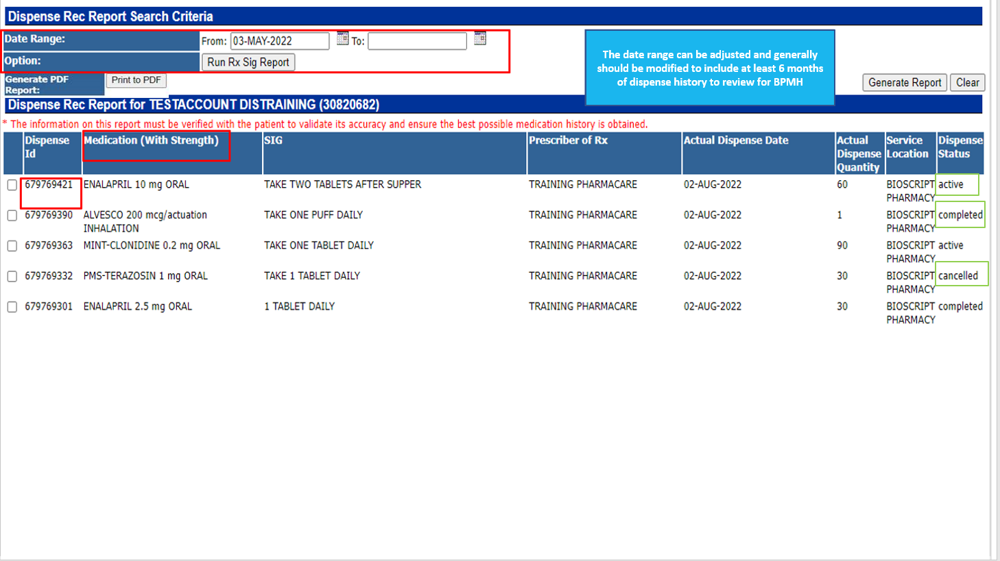 Dispense Rec Report Search Criteria
Date Range:
From: 03-MAY-2022 To:
The date range can be adjusted and generally
should be modified to include at least 6 months
of dispense history to review for BPMH
Option:
Run Rx Sig Report
Generate PDF
Report:
Print to PDF
Generate Report Clear
Dispense Rec Report for TESTACCOUNT DISTRAINING (30820682)
* The information on this report must be verified with the patient to validate its accuracy and ensure the best possible medication history is obtained.
Dispense Medication (With Strength) SIG Prescriber of Rx Actual Dispense Date Actual Service Dispense
Id Dispense Location Status
Quantity
679769421 ENALAPRIL 10 mg ORAL TAKE TWO TABLETS AFTER SUPPER TRAINING PHARMACARE 02-AUG-2022 60 BIOSCRIPT active
PHARMACY
679769390 ALVESCO 200 mcg/actuation TAKE ONE PUFF DAILY TRAINING PHARMACARE 02-AUG-2022 1 BIOSCRIPT completed
INHALATION PHARMACY
679769363 MINT-CLONIDINE 0.2 mg ORAL TAKE ONE TABLET DAILY TRAINING PHARMACARE 02-AUG-2022 90 BIOSCRIPT active
PHARMACY
679769332 PMS-TERAZOSIN 1 mg ORAL TAKE 1 TABLET DAILY TRAINING PHARMACARE 02-AUG-2022 30 BIOSCRIPT cancelled
PHARMACY
679769301 ENALAPRIL 2.5 mg ORAL 1 TABLET DAILY TRAINING PHARMACARE 02-AUG-2022 30 BIOSCRIPT completed
PHARMACY